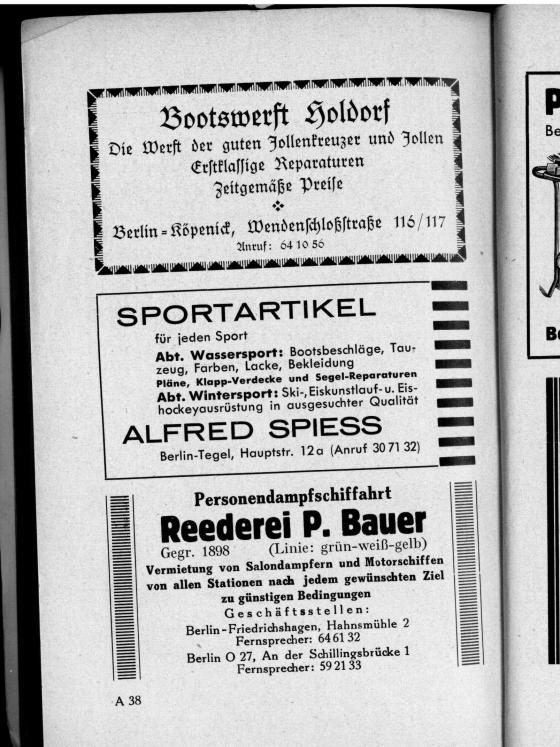 Bootswerft Holdorf
Die Werft der guten Jollenkreuzer und Jollen
Erstklassige Reparaturen
Zeitgemäße Preise
Berlin-Köpenick, Wendenschloßstraße 115/117
Anruf: 64 10 56
SPORTARTIKEL
für jeden Sport
Abt. Wassersport: Bootsbeschläge, Tau-
zeug, Farben, Lacke, Bekleidung
Pläne, Klapp-Verdecke und Segel-Reparaturen
Abt. Wintersport: Ski-, Eiskunstlauf- u. Eis-
hockeyausrüstung in ausgesuchter Qualität
ALFRED SPIESS
Berlin-Tegel, Hauptstr. 12a (Anruf 30 71 32)
Personendampfschiffahrt
Reederei P. Bauer
Gegr. 1898 (Linie: grün-weiß-gelb)
Vermietung von Salondampfern und Motorschiffen
von allen Stationen nach jedem gewünschten Ziel
zu günstigen Bedingungen
Geschäftsstellen:
Berlin-Friedrichshagen, Hahnsmühle 2
Fernsprecher: 64 61 32
Berlin O 27, An der Schillingsbrücke 1
Fernsprecher: 59 21 33
A 38
P
Be
Be